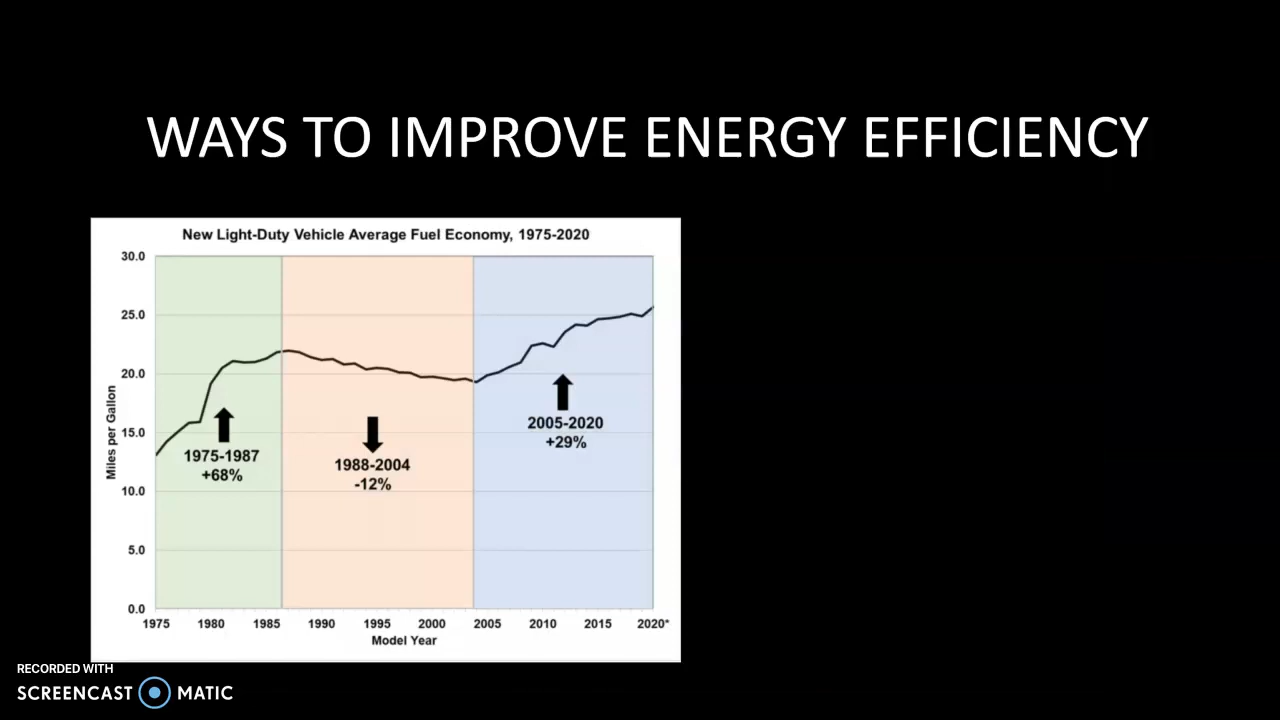 WAYS TO IMPROVE ENERGY EFFICIENCY
New Light-Duty Vehicle Average Fuel Economy, 1975-2020
30.0
25.0
20.0
15.0
10.0
5.0
0.0
Miles per Gallon
1975-1987
+68%
1988-2004
-12%
2005-2020
+29%
1975 1980 1985 1990 1995 2000 2005 2010 2015 2020*
Model Year
RECORDED WITH
SCREENCAST MATIC